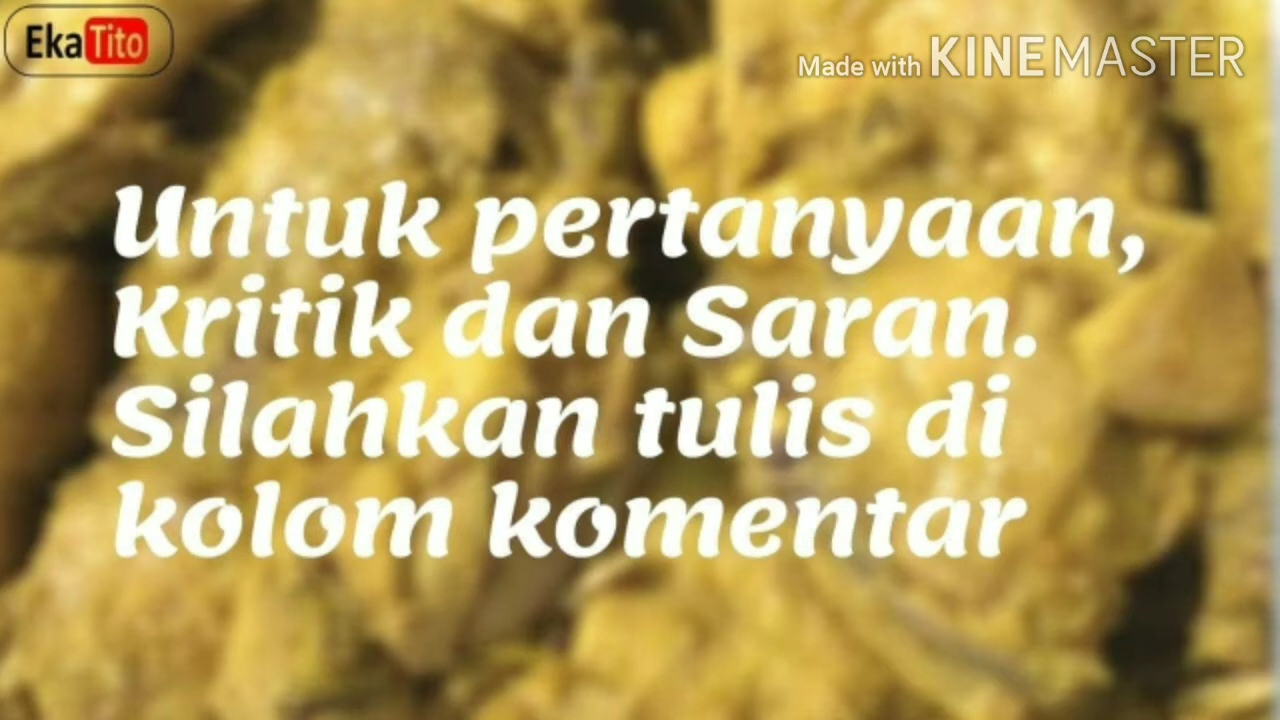 EkaTito
Made with KINEMASTER
Untuk pertanyaan,
Kritik dan Saran.
Silahkan tulis di
kolom komentar